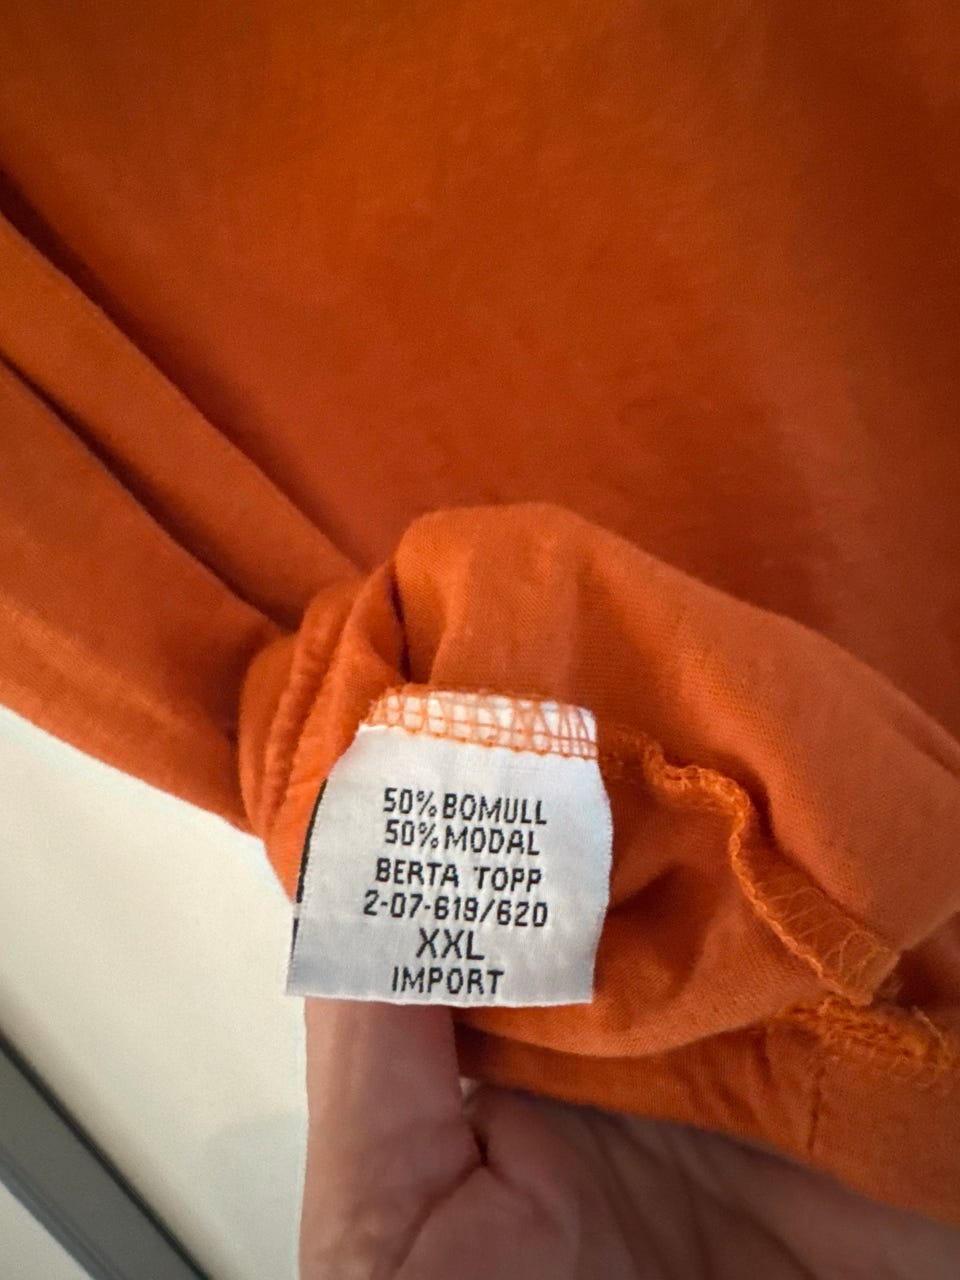 50% BOMULL
50% MODAL
BERTA TOPP
2-07-619/620
XXL
IMPORT